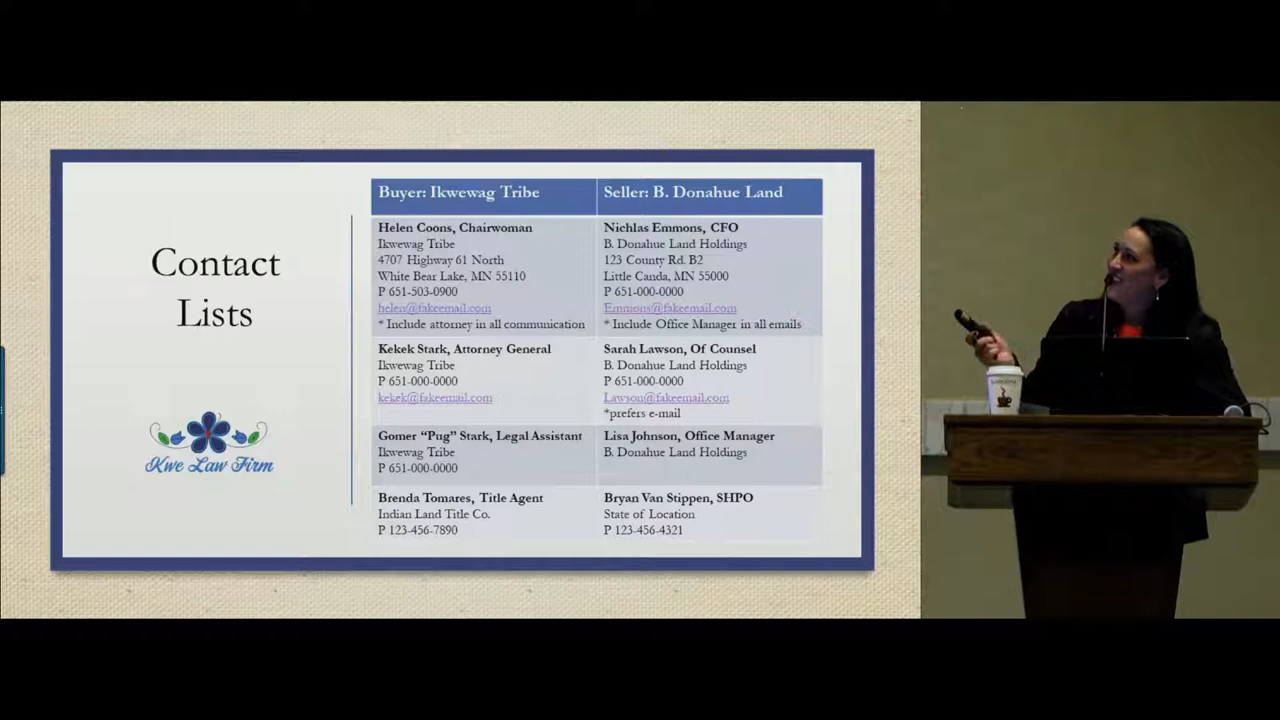 Contact
Lists
Kwe Law Firm
Buyer: Ikwewag Tribe
Seller: B. Donahue Land
Helen Coons, Chairwoman
Ikwewag Tribe
4707 Highway 61 North
White Bear Lake, MN 55110
P 651-503-0900
helen@fakeemail.com
* Include attorney in all communication
Nichlas Emmons, CFO
B. Donahue Land Holdings
123 County Rd. B2
Little Canda, MN 55000
P 651-000-0000
Emmons@fakeemail.com
* Include Office Manager in all emails
Kekek Stark, Attorney General
Ikwewag Tribe
P 651-000-0000
kekek@fakeemail.com
Sarah Lawson, Of Counsel
B. Donahue Land Holdings
P 651-000-0000
Lawson@fakeemail.com
*prefers e-mail
Gomer “Pug” Stark, Legal Assistant
Ikwewag Tribe
P 651-000-0000
Lisa Johnson, Office Manager
B. Donahue Land Holdings
Brenda Tomares, Title Agent
Indian Land Title Co.
P 123-456-7890
Bryan Van Stippen, SHPO
State of Location
P 123-456-4321